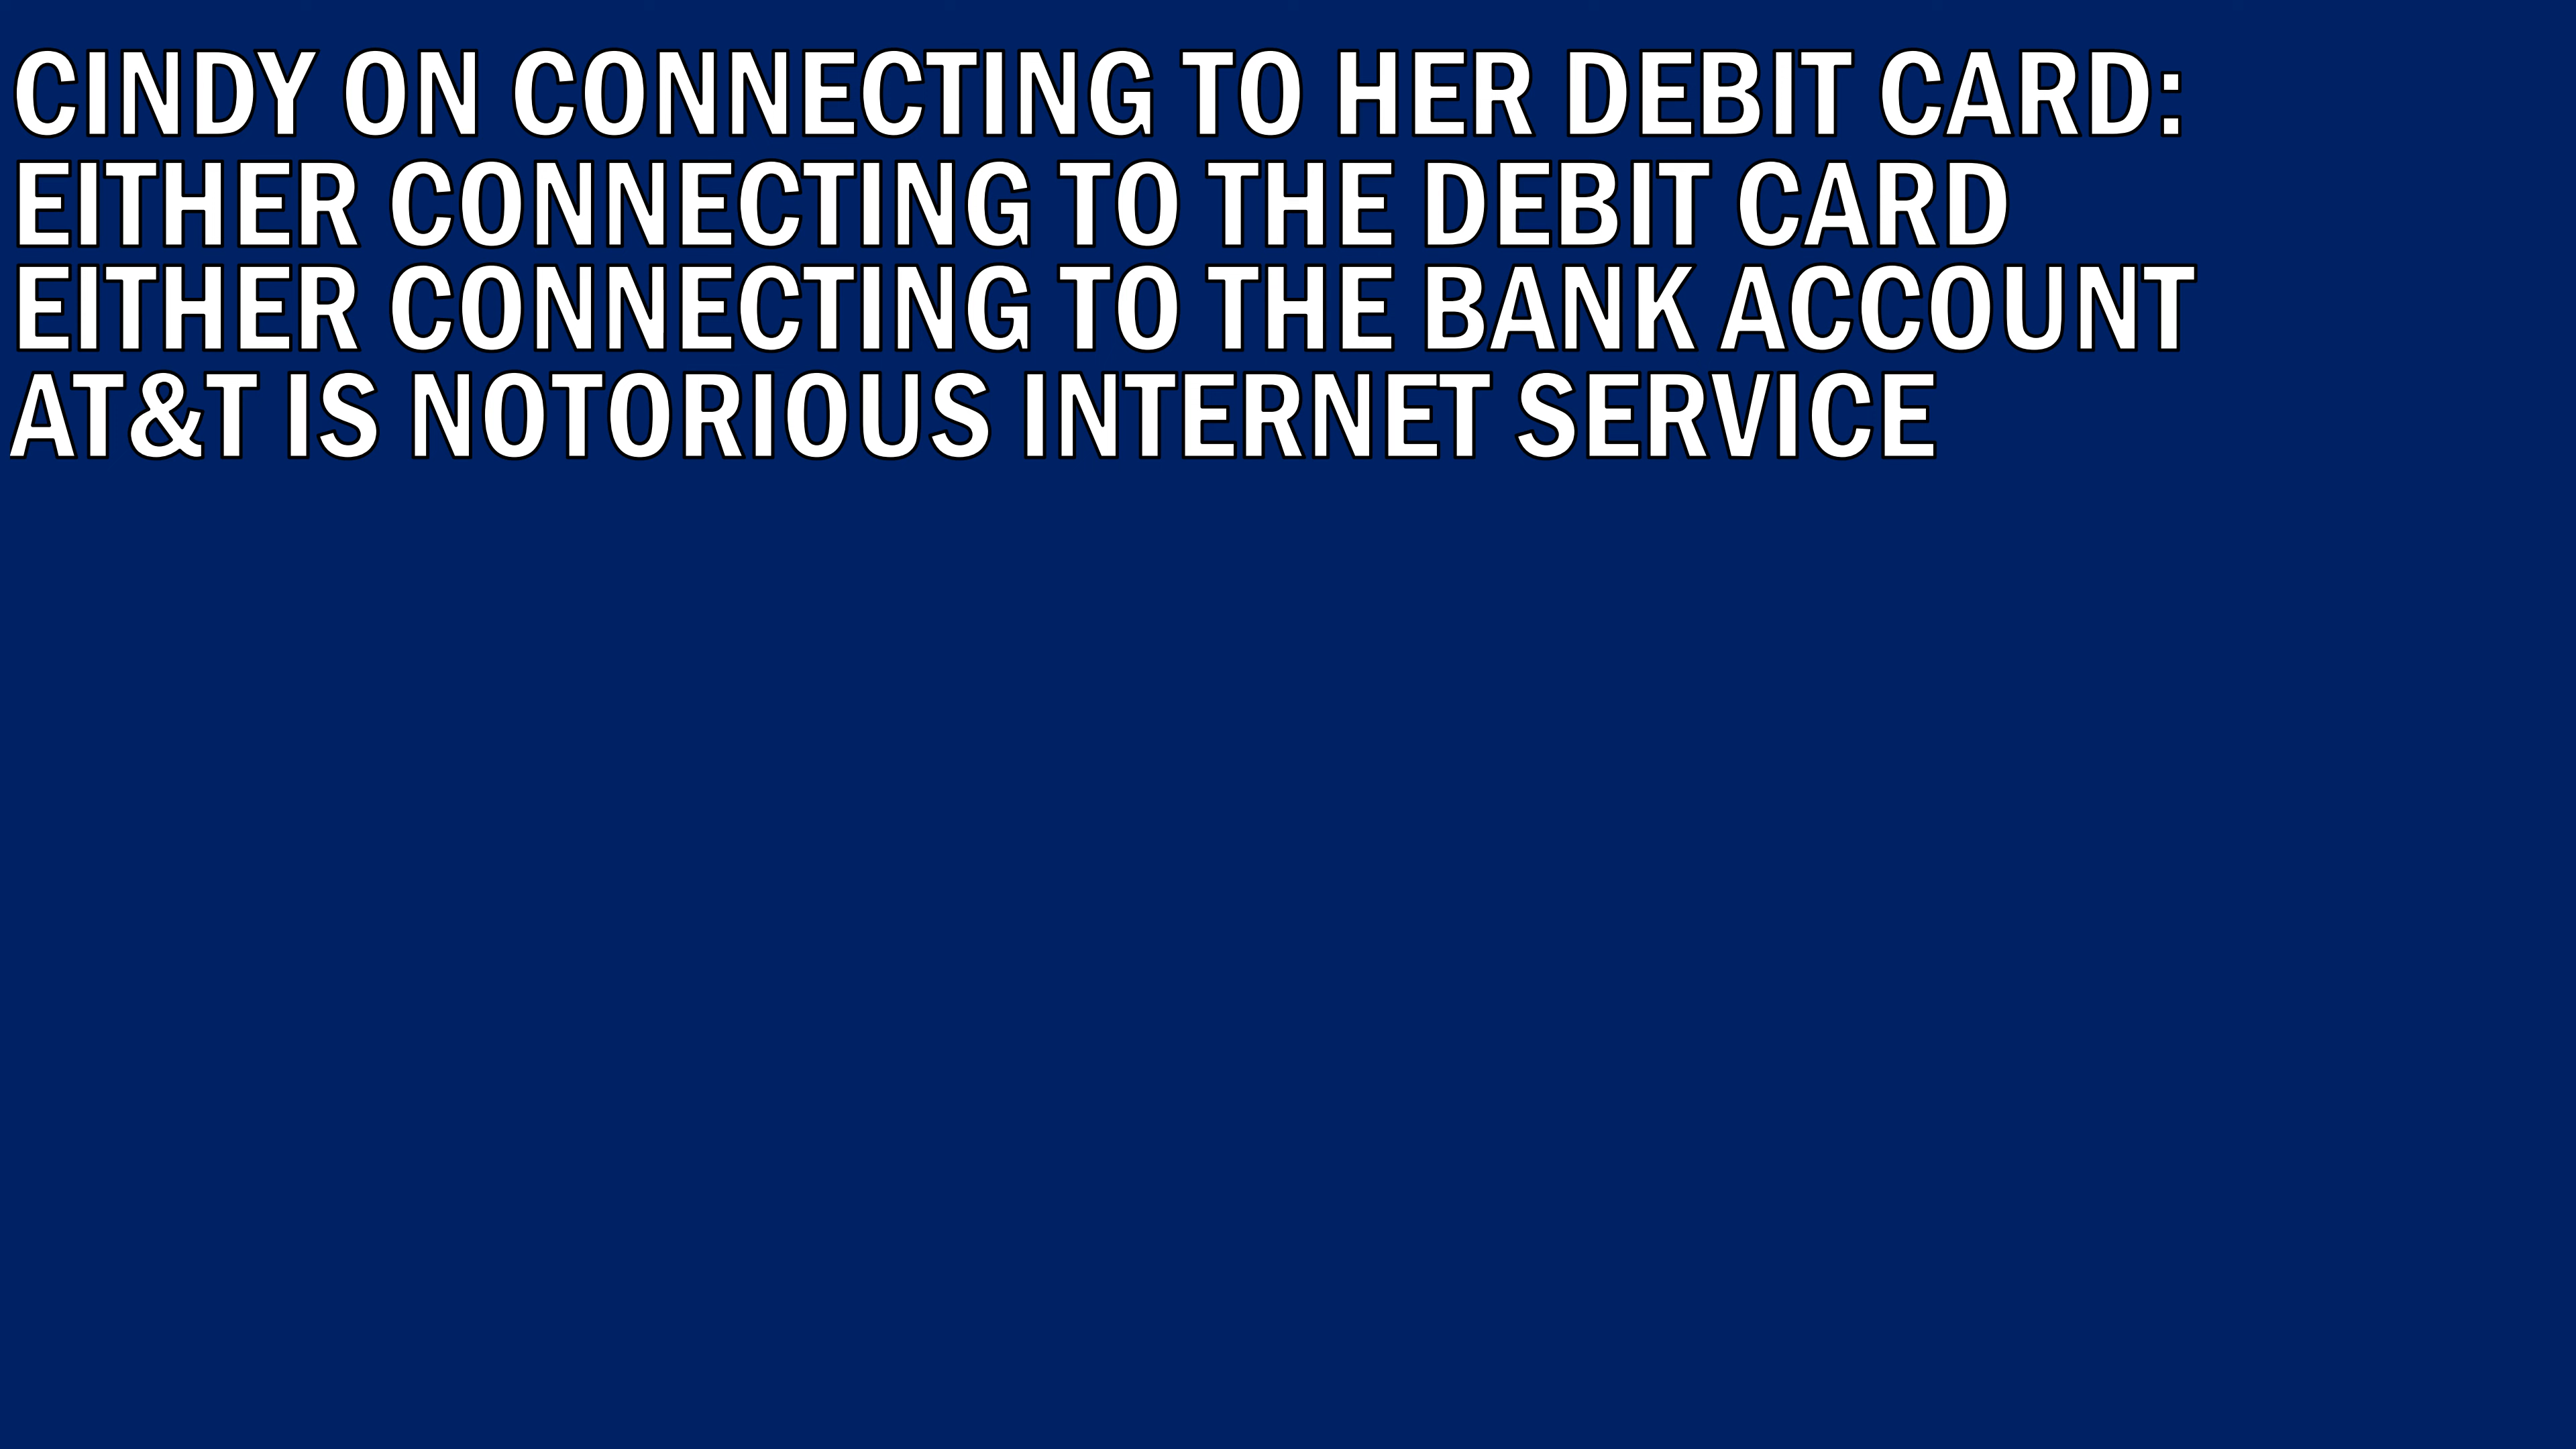 CINDY ON CONNECTING TO HER DEBIT CARD:
EITHER CONNECTING TO THE DEBIT CARD
EITHER CONNECTING TO THE BANK ACCOUNT
AT&T IS NOTORIOUS INTERNET SERVICE